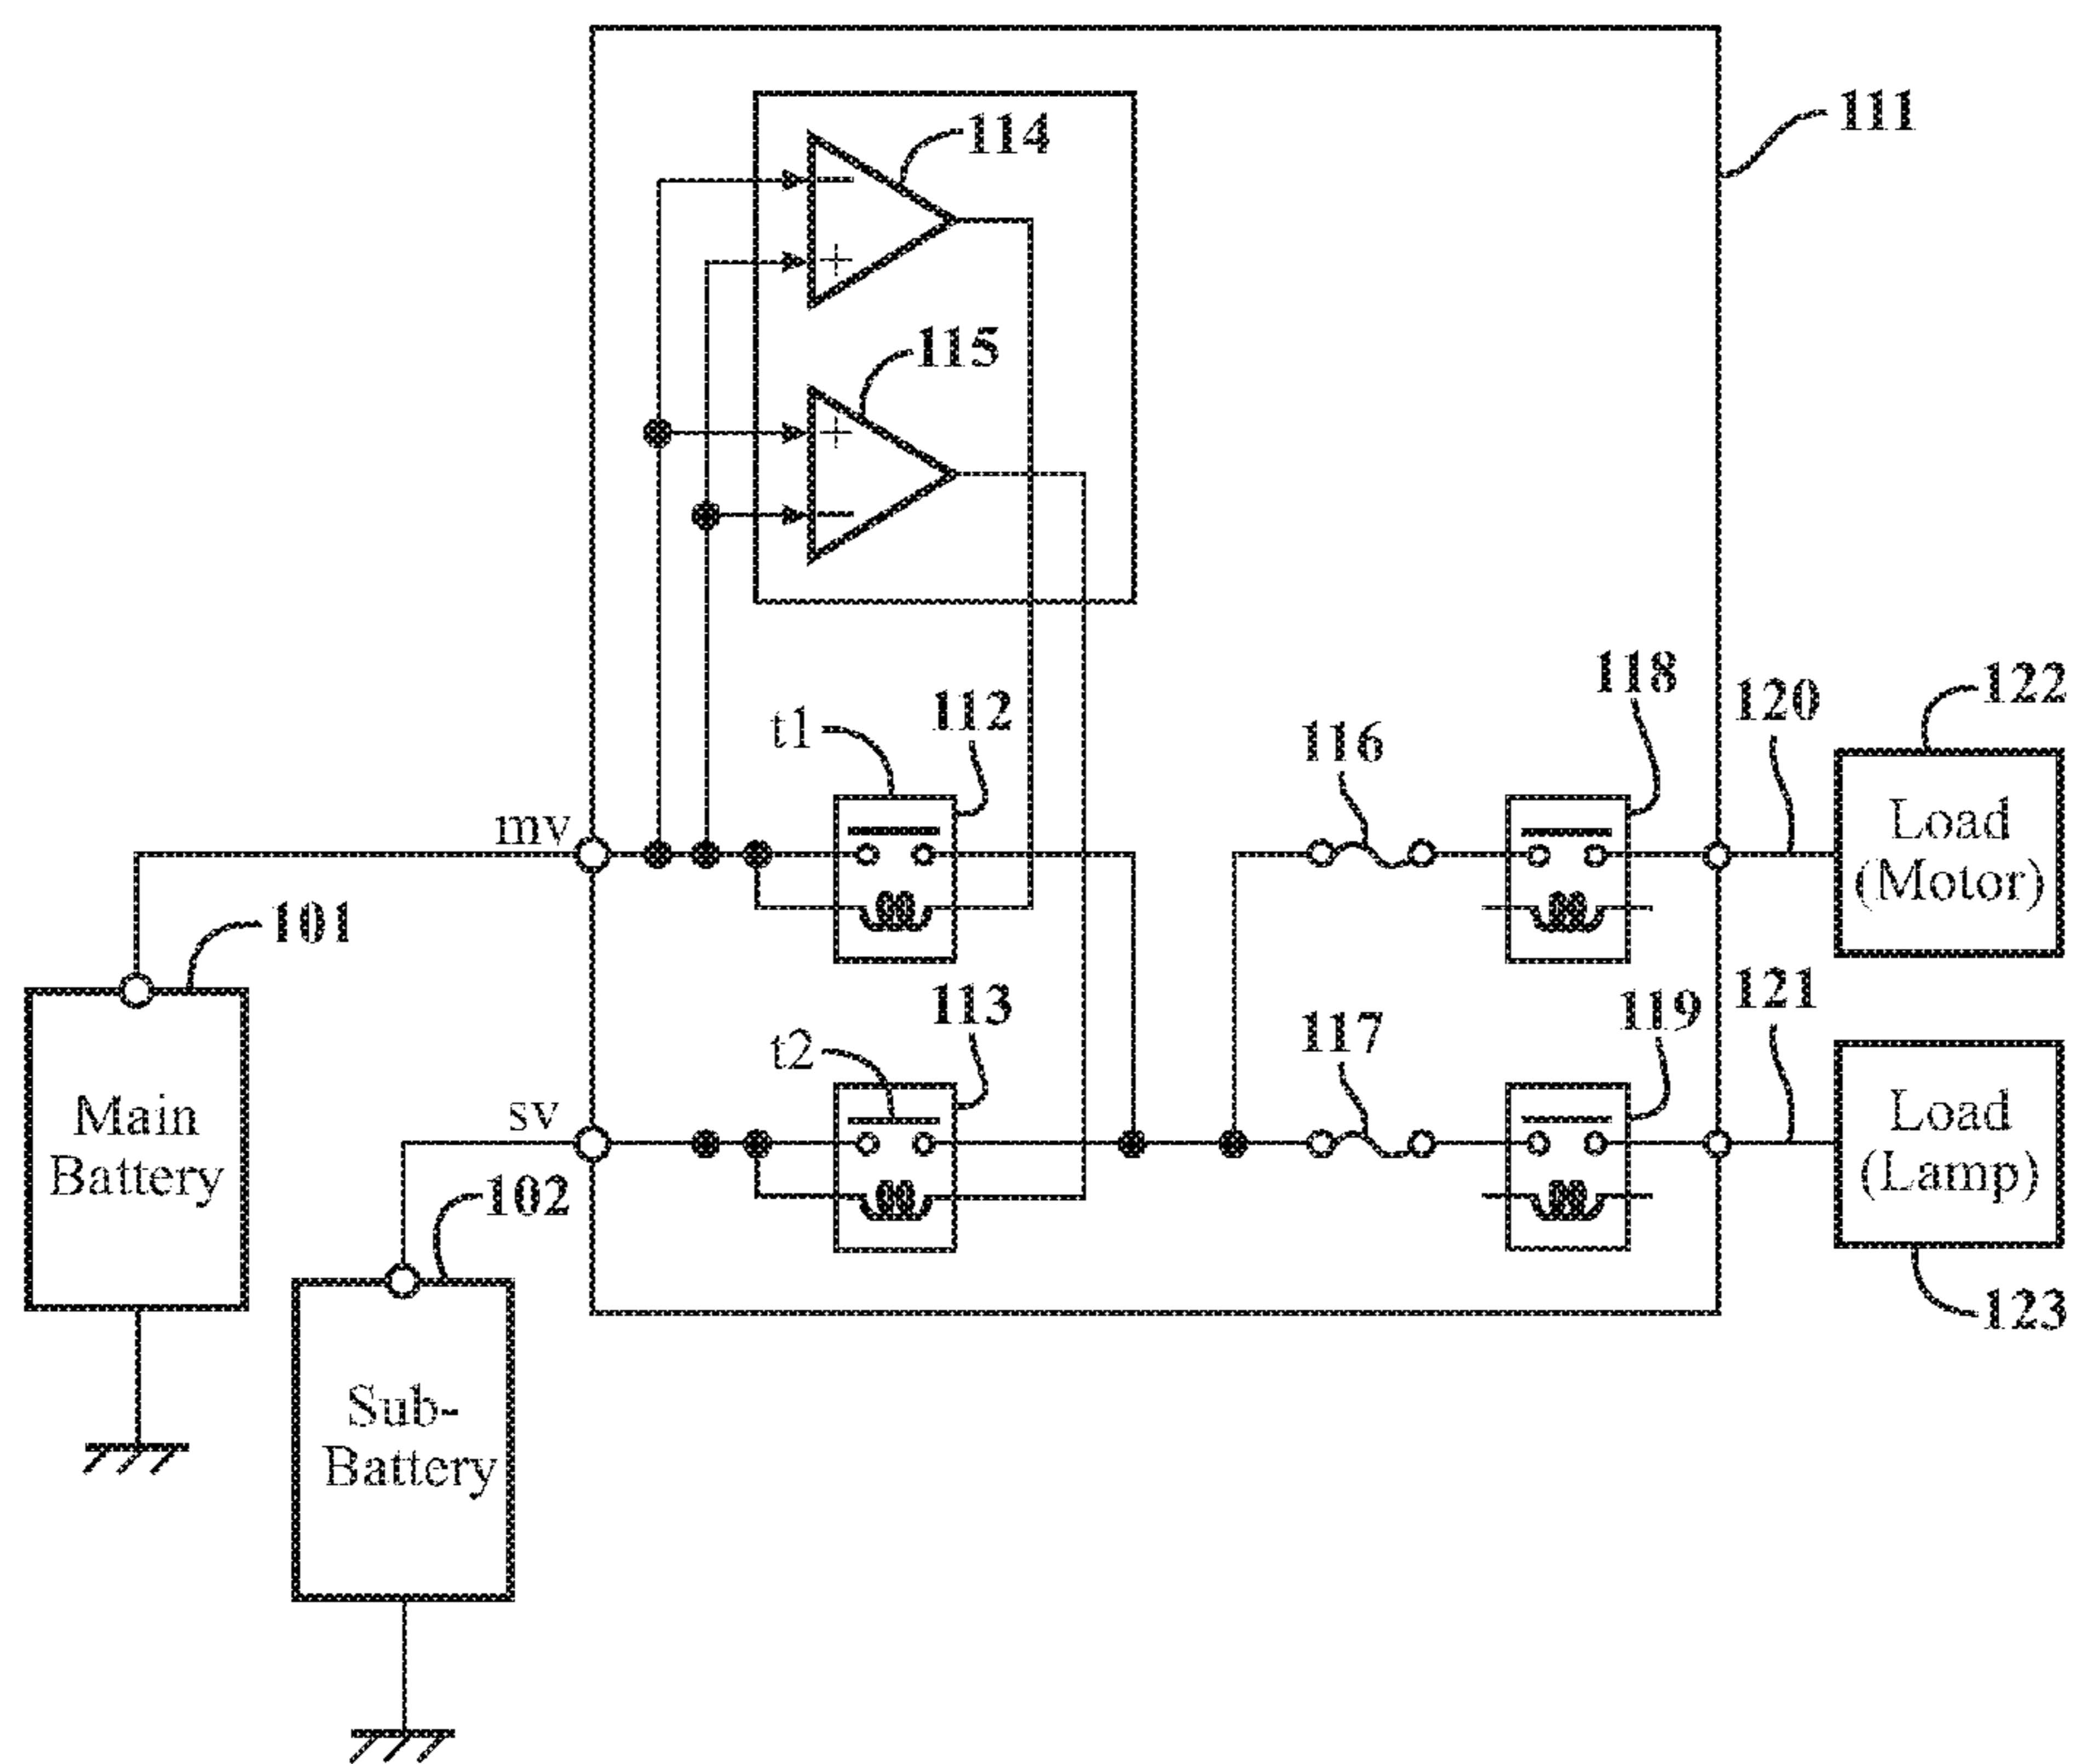 114
111
115
118
122
t1
112
120
116
mv
Load
(Motor)
101
113
119
121
t2
117
sv
Main
Battery
Load
(Lamp)
102
123
Sub-
Battery